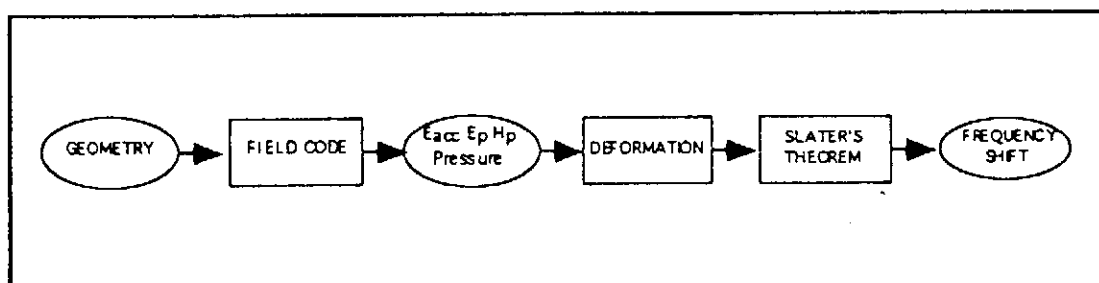 GEOMETRY
FIELD CODE
Eacc Ep Hp
Pressure
DEFORMATION
SLATER'S
THEOREM
FREQUENCY
SHIFT